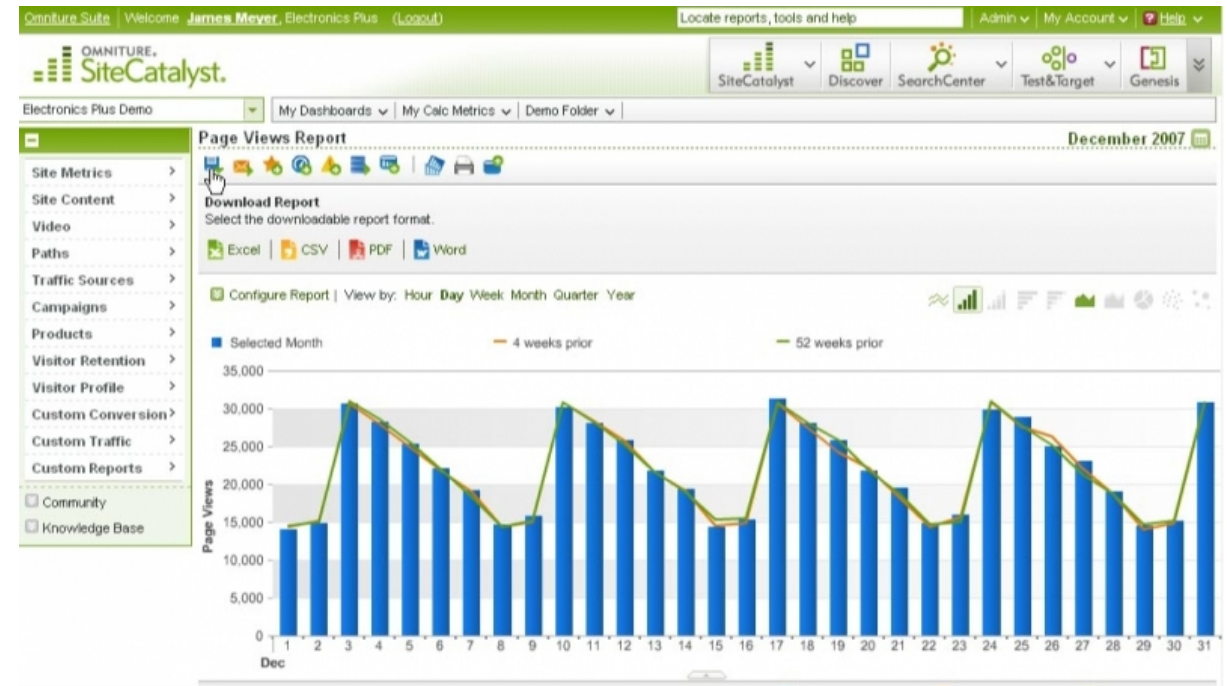 Omniture Suite Welcome James Meyer, Electronics Plus (Logout) Locate reports, tools and help Admin My Account Help
OMNITURE.
SiteCatalyst.
SiteCatalyst Discover SearchCenter Test&Target Genesis
Electronics Plus Demo My Dashboards My Calc Metrics Demo Folder
Page Views Report December 2007
Site Metrics
Site Content
Video
Paths
Traffic Sources
Campaigns
Products
Visitor Retention
Visitor Profile
Custom Conversion
Custom Traffic
Custom Reports
Community
Knowledge Base
Download Report
Select the downloadable report format.
Excel | CSV | PDF | Word
Configure Report | View by: Hour Day Week Month Quarter Year
Selected Month 4 weeks prior 52 weeks prior
Page Views
35,000
30,000
25,000
20,000
15,000
10,000
5,000
0
1 2 3 4 5 6 7 8 9 10 11 12 13 14 15 16 17 18 19 20 21 22 23 24 25 26 27 28 29 30 31
Dec